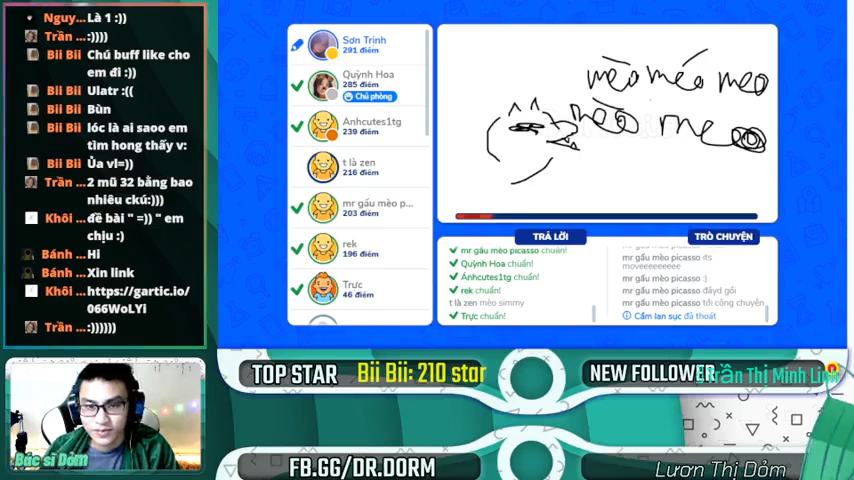 Nguy... Là 1 :))
Trần ... :))))
Bii Bii Chú buff like cho
em đi :))
Bii Bii Ulatr :((
Bii Bii Bùn
Bii Bii lóc là ai saoo em
tìm hong thấy v:
Bii Bii Ủa vl=))
Trần ... 2 mũ 32 bằng bao
nhiêu ckú:)))
Khôi ... đề bài " =)) " em
chịu :)
Bánh... Hi
Bánh... Xin link
Khôi ... https://gartic.io/
066WoLYi
Trần ... :))))))
Bác sĩ Dỏm
Sơn Trinh
291 điểm
Quỳnh Hoa
285 điểm
Chủ phòng
Anhcutes1tg
239 điểm
t là zen
216 điểm
mr gấu mèo p...
203 điểm
rek
196 điểm
Trực
46 điểm
mèo méo meo
mèo meo
TRẢ LỜI
mr gấu mèo picasso chuẩn!
Quỳnh Hoa chuẩn!
Anhcutes1tg chuẩn!
rek chuẩn!
t là zen mèo simmy
Trực chuẩn!
TRÒ CHUYỆN
mr gấu mèo picasso its
moveeeeeeeee
mr gấu mèo picasso :)
mr gấu mèo picasso đâyd gồi
mr gấu mèo picasso tới công chuyện
Cẩm lan sục đã thoát
TOP STAR
Bii Bii: 210 star
NEW FOLLOWER
Trần Thị Minh Linh
FB.GG/DR.DORM
Lươn Thị Dỏm